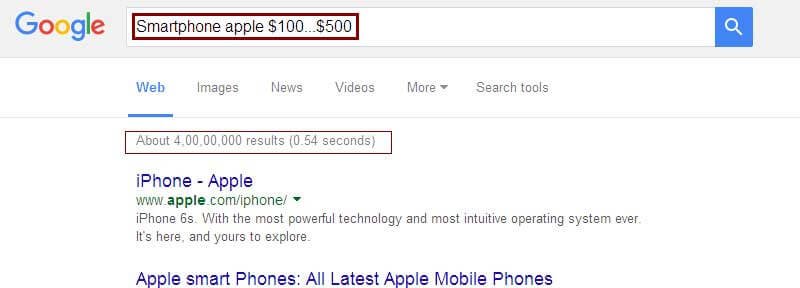 Google
Smartphone apple $100...$500
Web Images News Videos More Search tools
About 4,00,00,000 results (0.54 seconds)
iPhone - Apple
www.apple.com/iphone/
iPhone 6s. With the most powerful technology and most intuitive operating system ever.
It's here, and yours to explore.
Apple smart Phones: All Latest Apple Mobile Phones